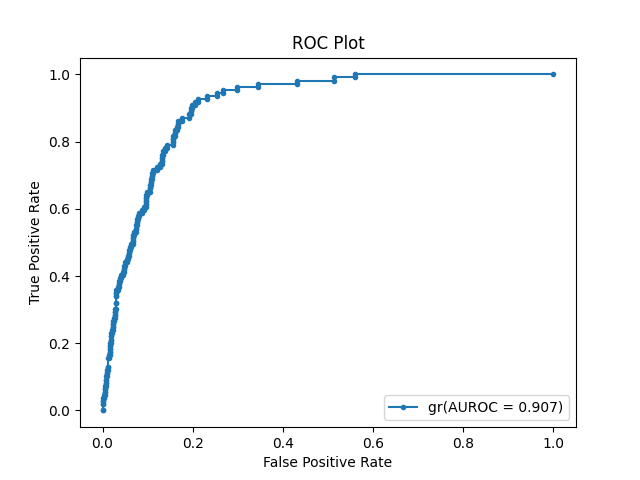 ROC Plot
True Positive Rate
1.0
0.8
0.6
0.4
0.2
0.0
gr(AUROC = 0.907)
0.0 0.2 0.4 0.6 0.8 1.0
False Positive Rate